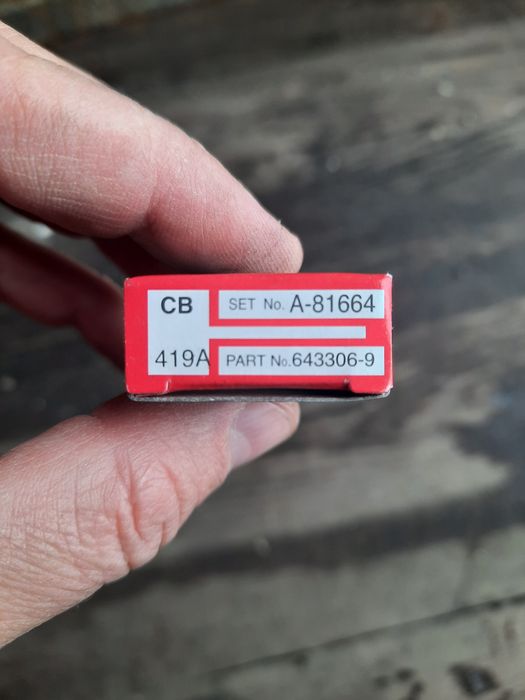 CB
SET No. A-81664
419A
PART No. 643306-9